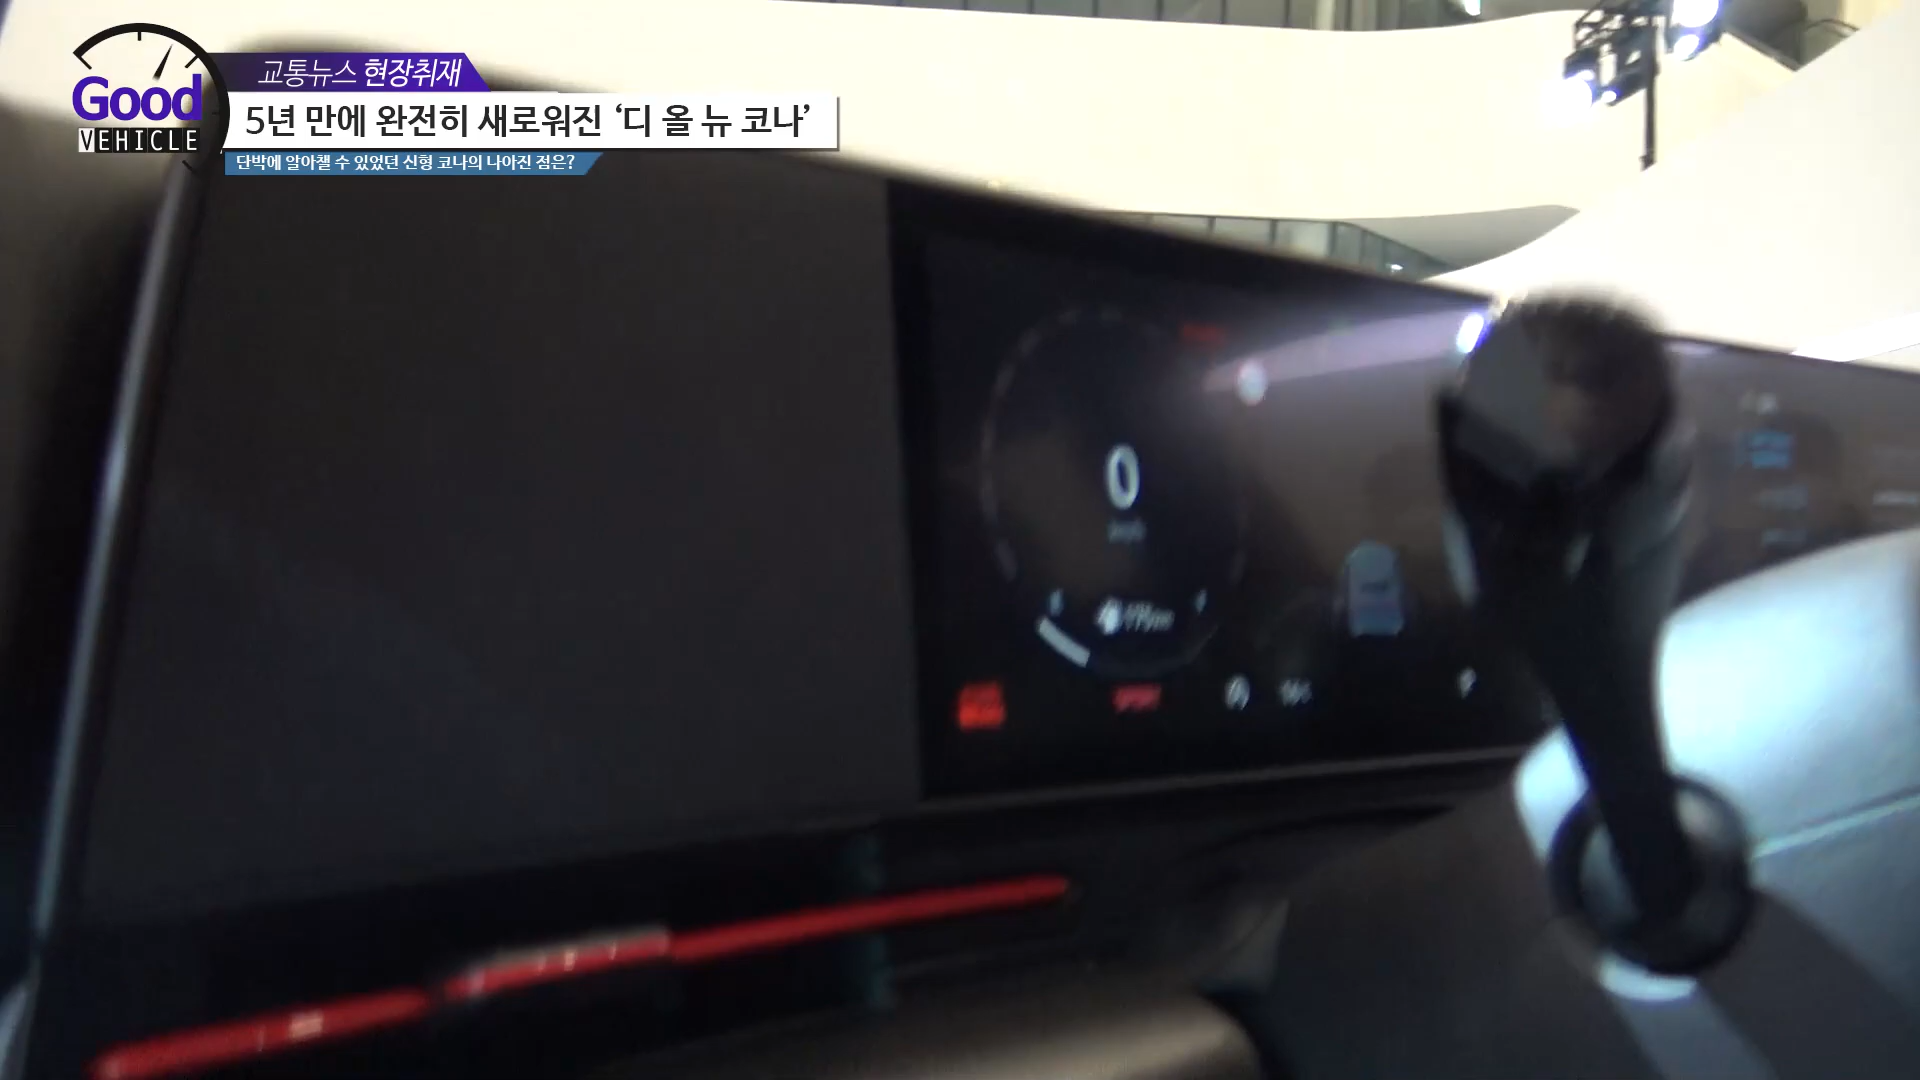 Good
VEHICLE
교통뉴스 현장취재
5년 만에 완전히 새로워진 ‘디 올 뉴 코나’
단박에 알아챌 수 있었던 신형 코나의 나아진 점은?
0
km/h
SPORT